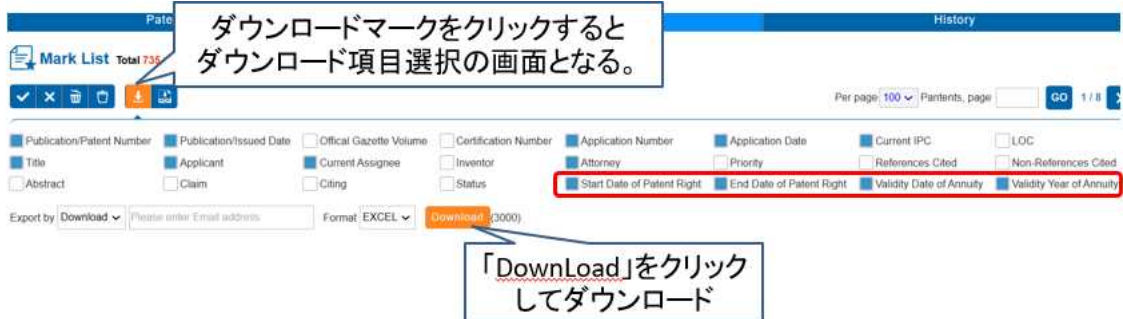 Pate
History
ダウンロードマークをクリックすると
ダウンロード項目選択の画面となる。
Mark List Total 735
Per page 100 Pantents, page GO 1 / 8
Publication/Patent Number Publication/Issued Date Offical Gazette Volume Certification Number Application Number Application Date Current IPC LOC
Title Applicant Current Assignee Inventor Attorney Priority References Cited Non-References Cited
Abstract Claim Citing Status Start Date of Patent Right End Date of Patent Right Validity Date of Annuity Validity Year of Annuity
Export by Download Please enter Email address Format EXCEL Download (3000)
「DownLoad」をクリック
してダウンロード